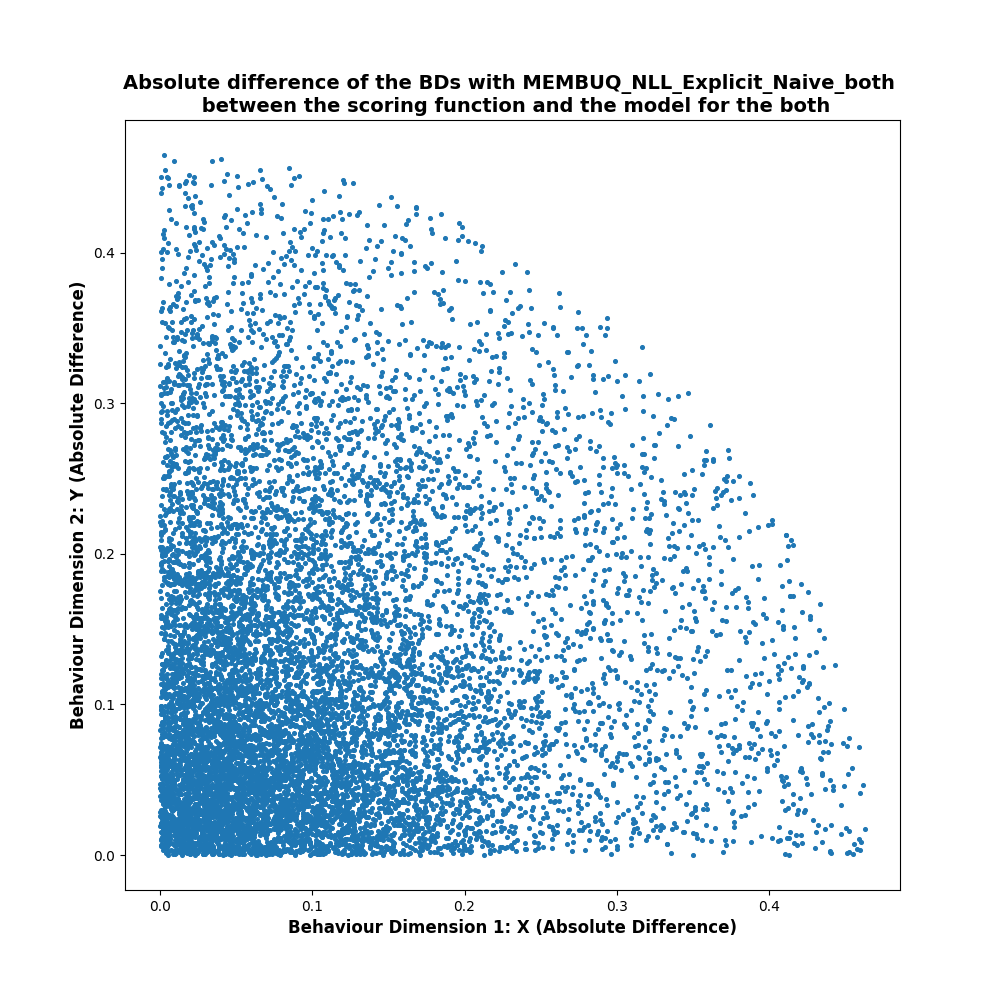 Absolute difference of the BDs with MEMBUQ_NLL_Explicit_Naive_both
between the scoring function and the model for the both
Behaviour Dimension 2: Y (Absolute Difference)
0.4
0.3
0.2
0.1
0.0
0.0 0.1 0.2 0.3 0.4
Behaviour Dimension 1: X (Absolute Difference)